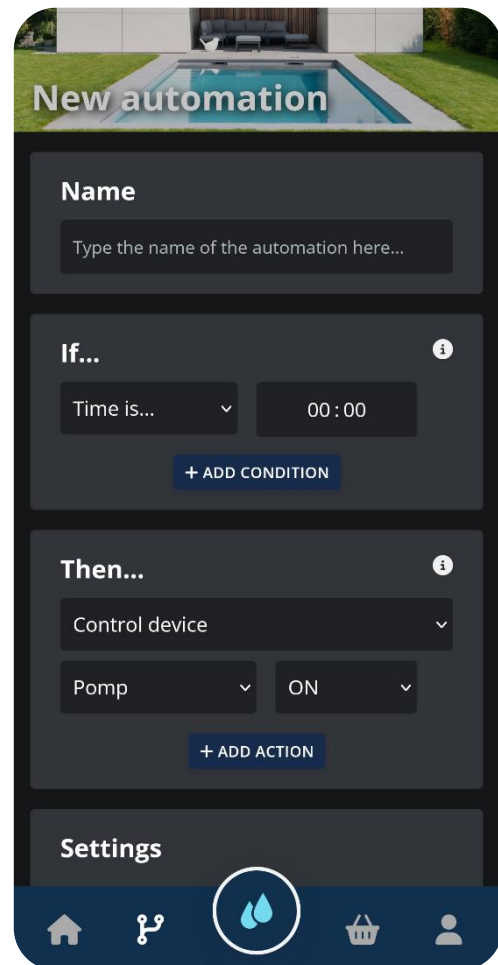 New automation
Name
Type the name of the automation here...
If...
Time is...
00:00
+ ADD CONDITION
Then...
Control device
Pomp
ON
+ ADD ACTION
Settings